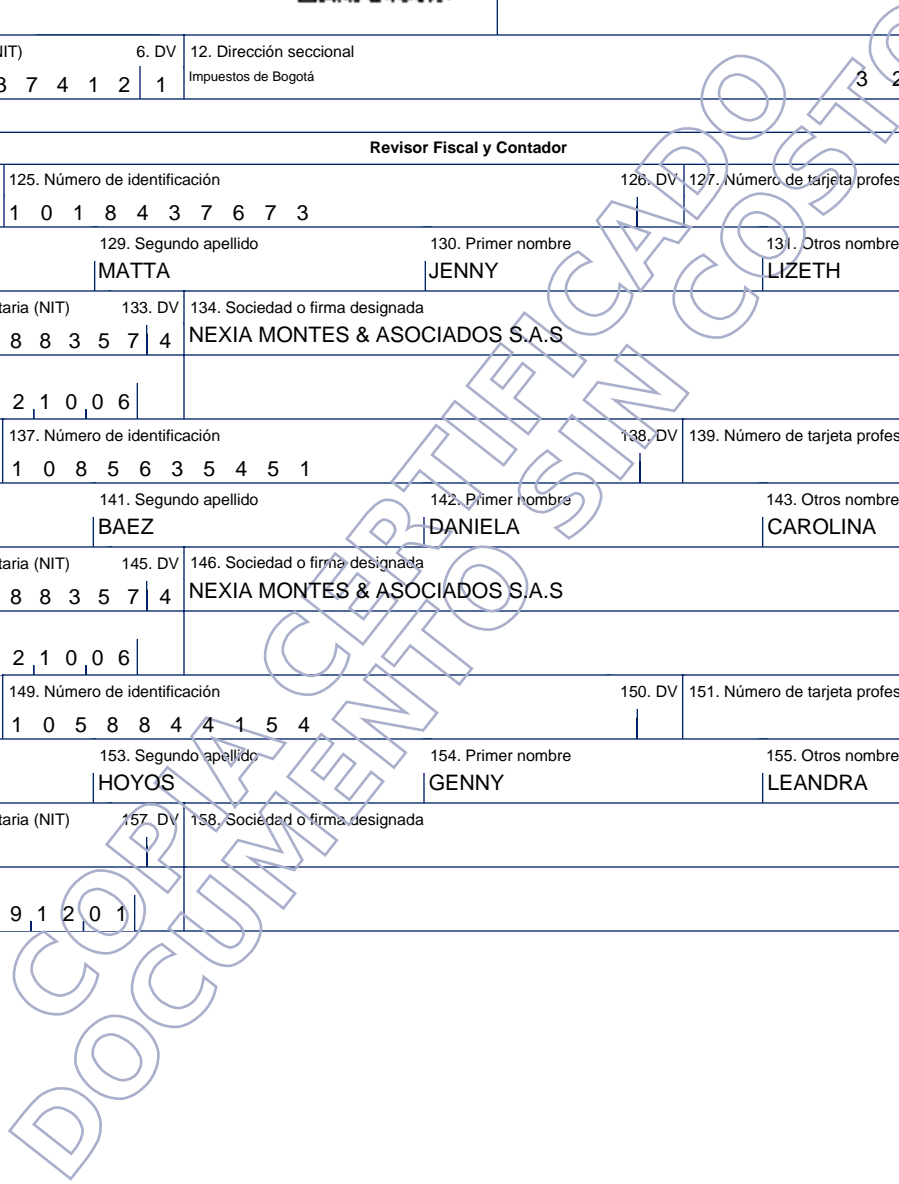 NIT) 6. DV 12. Dirección seccional
3 7 4 1 2 1 Impuestos de Bogotá 3 2
Revisor Fiscal y Contador
125. Número de identificación 126. DV 127. Número de tarjeta profes
1 0 1 8 4 3 7 6 7 3
129. Segundo apellido 130. Primer nombre 131. Otros nombre
MATTA JENNY LIZETH
taria (NIT) 133. DV 134. Sociedad o firma designada
8 8 3 5 7 4 NEXIA MONTES & ASOCIADOS S.A.S
2 1 0 0 6
137. Número de identificación 138. DV 139. Número de tarjeta profes
1 0 8 5 6 3 5 4 5 1
141. Segundo apellido 142. Primer nombre 143. Otros nombre
BAEZ DANIELA CAROLINA
taria (NIT) 145. DV 146. Sociedad o firma designada
8 8 3 5 7 4 NEXIA MONTES & ASOCIADOS S.A.S
2 1 0 0 6
149. Número de identificación 150. DV 151. Número de tarjeta profes
1 0 5 8 8 4 4 1 5 4
153. Segundo apellido 154. Primer nombre 155. Otros nombre
HOYOS GENNY LEANDRA
taria (NIT) 157. DV 158. Sociedad o firma designada
9 1 2 0 1
COPIA CERTIFICADO
DOCUMENTO SIN COSTO